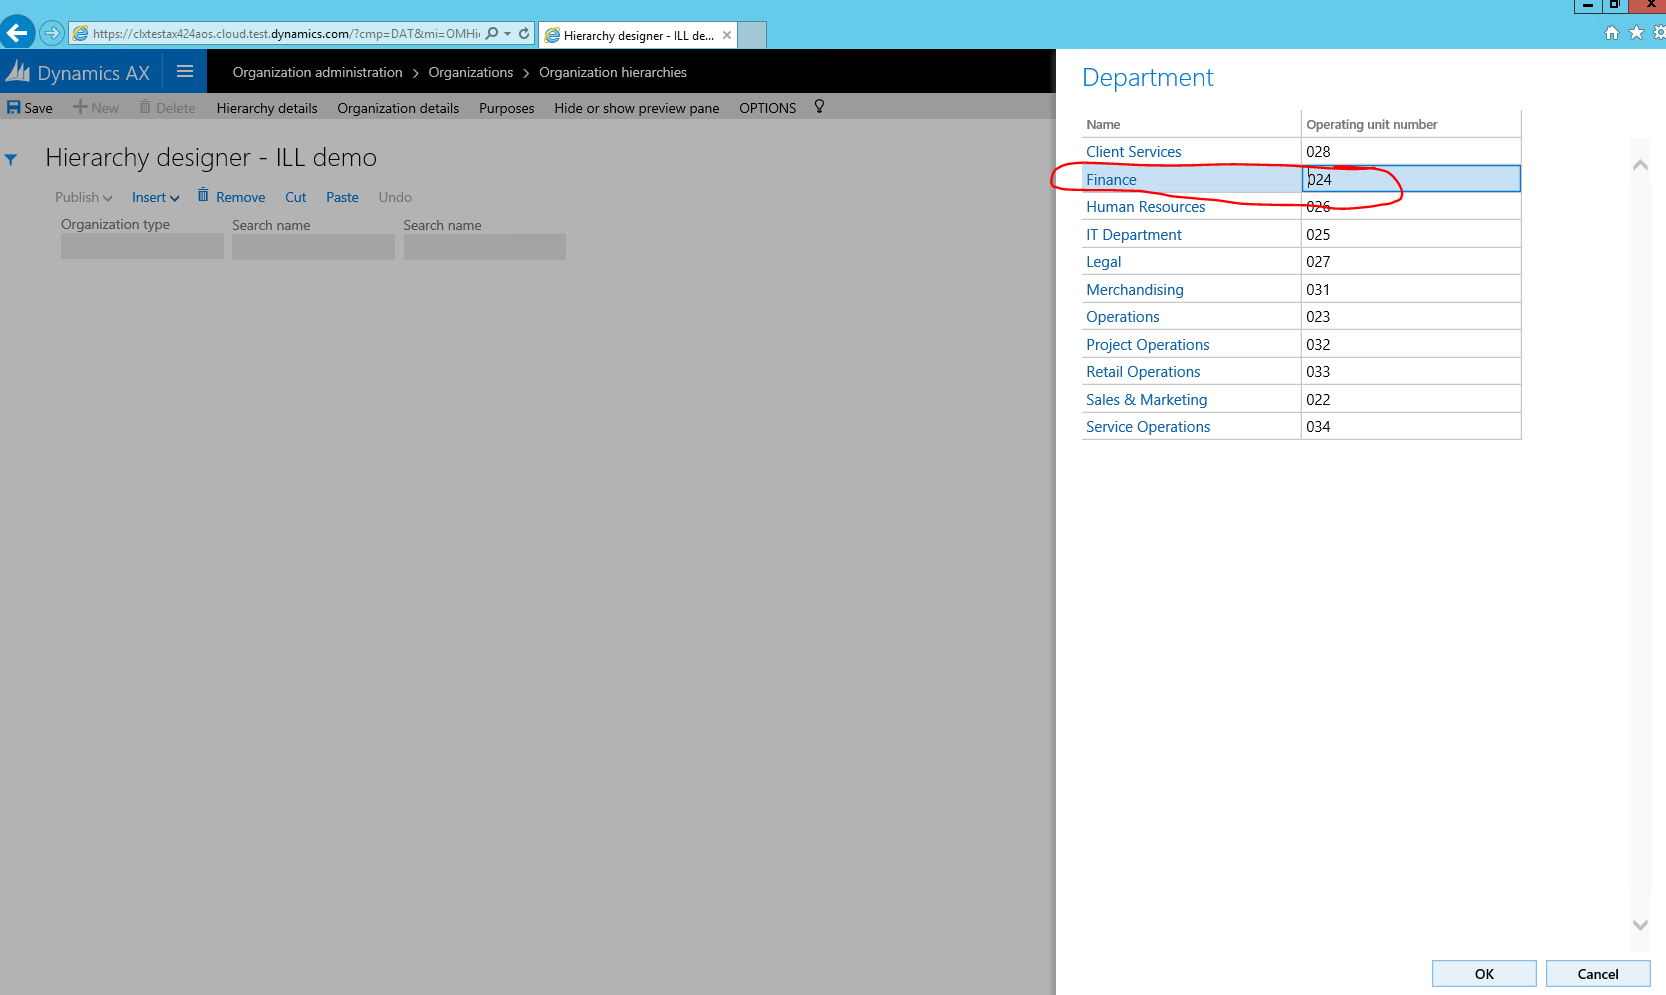 https://clxtestax424aos.cloud.test.dynamics.com/?cmp=DAT&mi=OMHi
Hierarchy designer - ILL de...
Dynamics AX
Organization administration > Organizations > Organization hierarchies
Save New Delete Hierarchy details Organization details Purposes Hide or show preview pane OPTIONS
Hierarchy designer - ILL demo
Publish Insert Remove Cut Paste Undo
Organization type Search name Search name
Department
Name Operating unit number
Client Services 028
Finance 024
Human Resources 026
IT Department 025
Legal 027
Merchandising 031
Operations 023
Project Operations 032
Retail Operations 033
Sales & Marketing 022
Service Operations 034
OK Cancel